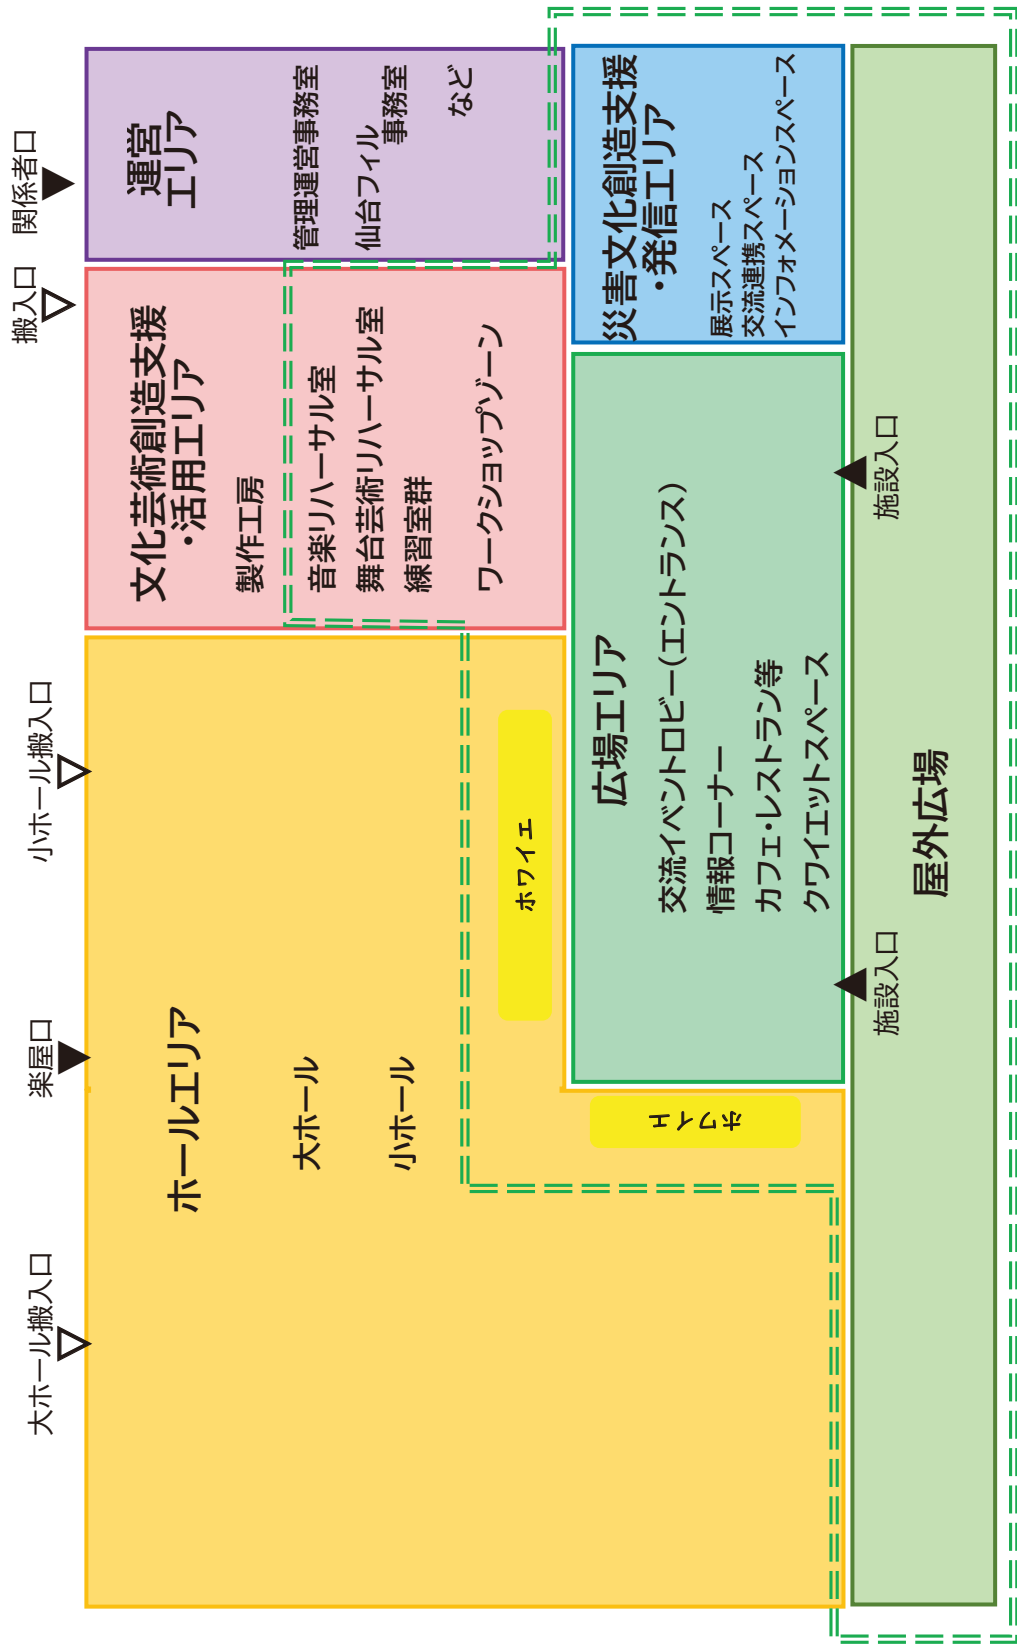 大ホール搬入口
楽屋口
小ホール搬入口
搬入口
関係者口
ホールエリア
大ホール
小ホール
ホワイエ
ホワイエ
文化芸術創造支援
・活用エリア
製作工房
音楽リハーサル室
舞台芸術リハーサル室
練習室群
ワークショップゾーン
運営
エリア
管理運営事務室
仙台フィル
事務室
など
広場エリア
交流イベントロビー(エントランス)
情報コーナー
カフェ・レストラン等
クワイエットスペース
災害文化創造支援
・発信エリア
展示スペース
交流連携スペース
インフォメーションスペース
施設入口
施設入口
屋外広場